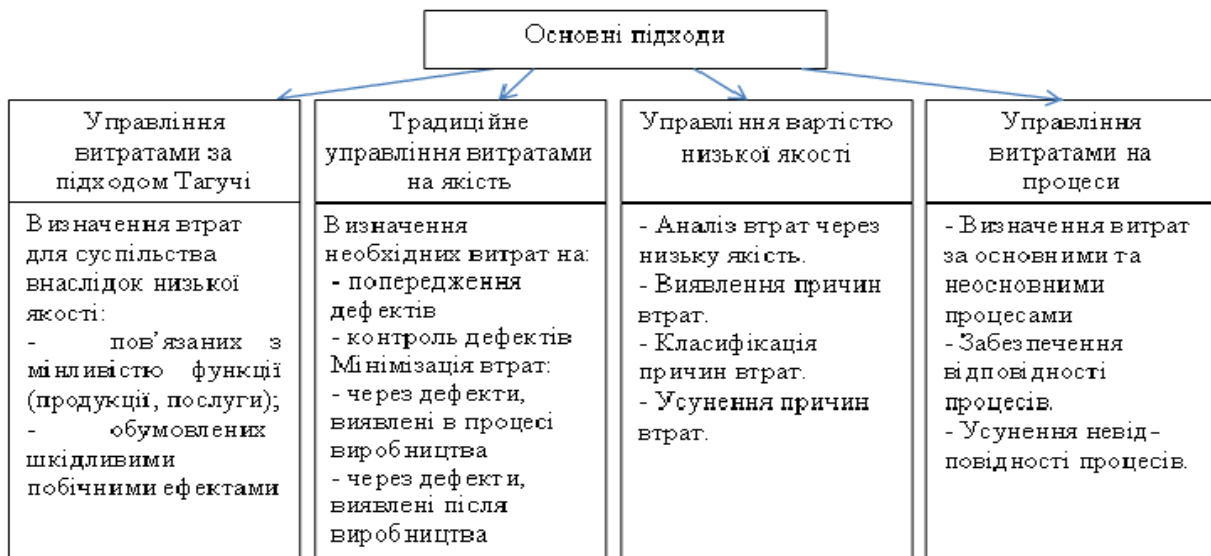 Основні підходи
Управління
витратами за
підходом Тагучі
Визначення втрат
для суспільства
внаслідок низької
якості:
- пов’язаних з
мінливістю функції
(продукції, послуги);
- обумовлених
шкідливими
побічними ефектами
Традиційне
управління витратами
на якість
Визначення
необхідних витрат на:
- попередження
дефектів
- контроль дефектів
Мінімізація втрат:
- через дефекти,
виявлені в процесі
виробництва
- через дефекти,
виявлені після
виробництва
Управління вартістю
низької якості
- Аналіз втрат через
низьку якість.
- Виявлення причин
втрат.
- Класифікація
причин втрат.
- Усунення причин
втрат.
Управління
витратами на
процеси
- Визначення витрат
за основними та
неосновними
процесами
- Забезпечення
відповідності
процесів.
- Усунення невід-
повідності процесів.